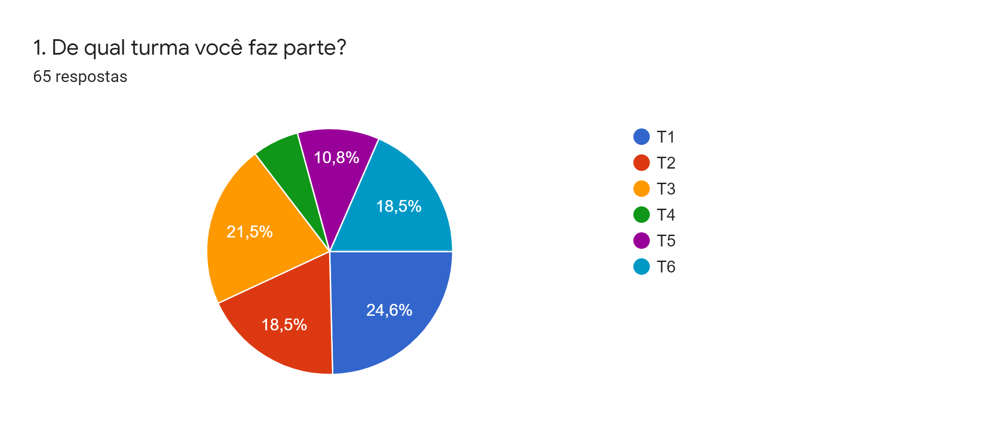 1. De qual turma você faz parte?
65 respostas
10,8%
18,5%
21,5%
24,6%
18,5%
T1
T2
T3
T4
T5
T6